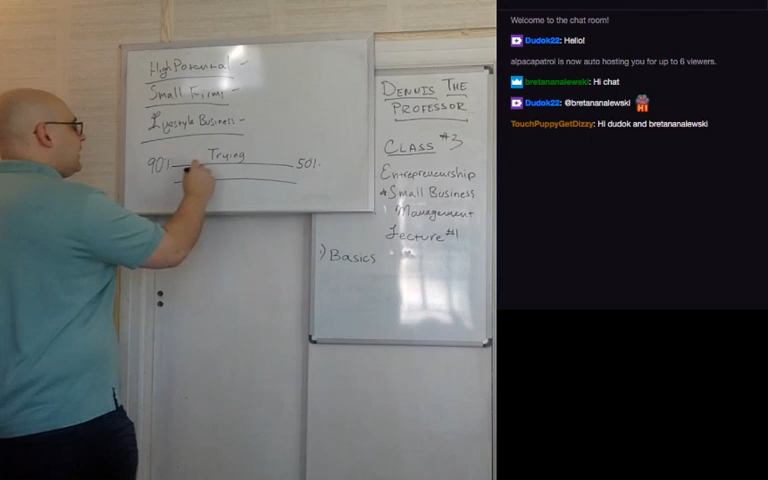 High Potential -
Small Firms -
Lifestyle Business -
Trying
90% 50%
DENNIS THE
PROFESSOR
CLASS #3
Entrepreneurship
* Small Business
Management
Lecture #1
1) Basics
Welcome to the chat room!
Dudok22: Hello!
alpacapatrol is now auto hosting you for up to 6 viewers.
bretananalewski: Hi chat
Dudok22: @bretananalewski HI
TouchPuppyGetDizzy: Hi dudok and bretananalewski